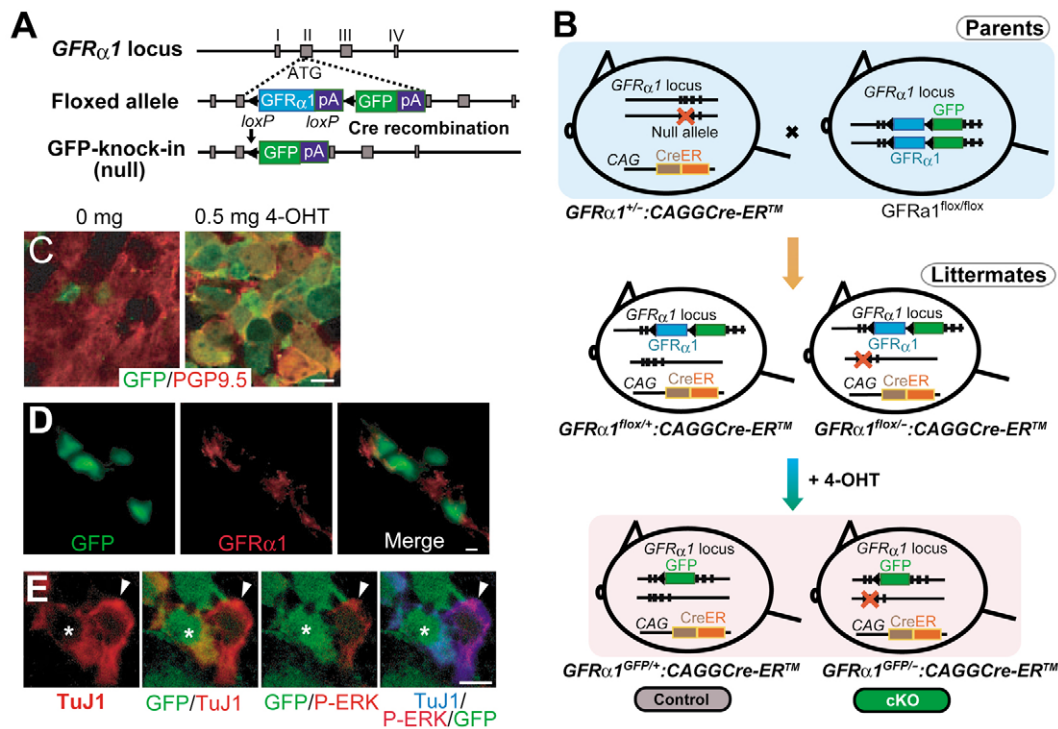 A
I II III IV
GFRα1 locus
ATG
Floxed allele
GFRα1 pA GFP pA
loxP loxP Cre recombination
GFP-knock-in
(null)
GFP pA
0 mg 0.5 mg 4-OHT
C
GFP/PGP9.5
D
GFP GFRα1 Merge
E
* * * *
TuJ1 GFP/TuJ1 GFP/P-ERK TuJ1/
P-ERK/GFP
B
Parents
GFRα1 locus
Null allele
CAG CreER
×
GFRα1 locus
GFP
GFRα1
GFRα1+/–:CAGGCre-ERTM
GFRa1flox/flox
Littermates
GFRα1 locus
GFRα1
CAG CreER
GFRα1 locus
GFRα1
CAG CreER
GFRα1flox/+:CAGGCre-ERTM
GFRα1flox/–:CAGGCre-ERTM
+ 4-OHT
GFRα1 locus
GFP
CAG CreER
GFRα1 locus
GFP
CAG CreER
GFRα1GFP/+:CAGGCre-ERTM
GFRα1GFP/–:CAGGCre-ERTM
Control
cKO